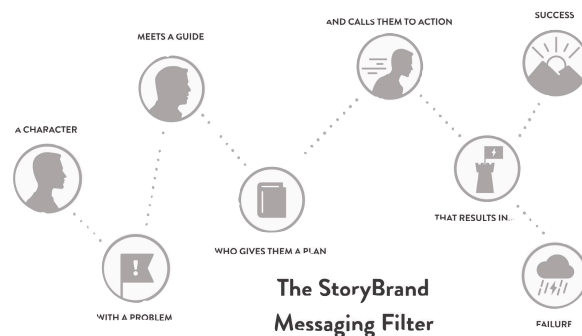 A CHARACTER
WITH A PROBLEM
MEETS A GUIDE
WHO GIVES THEM A PLAN
AND CALLS THEM TO ACTION
THAT RESULTS IN...
SUCCESS
FAILURE
The StoryBrand
Messaging Filter